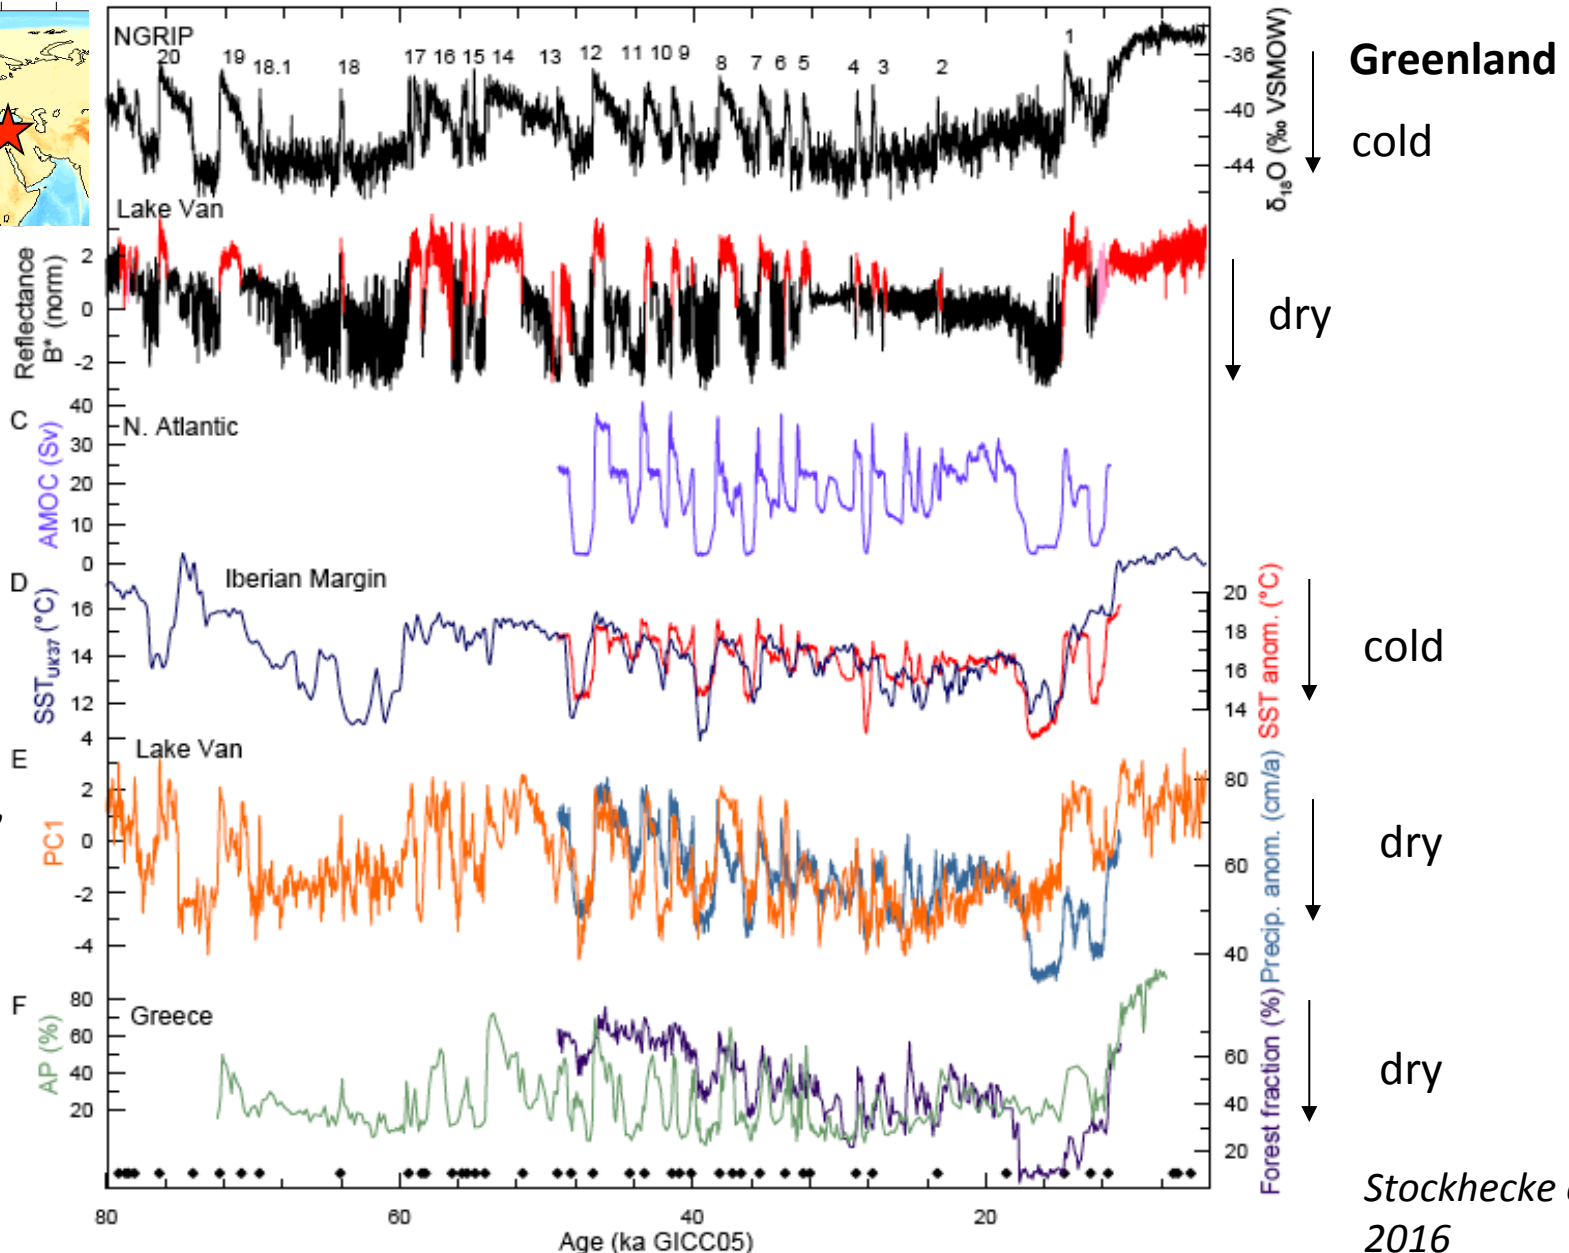 NGRIP
20 19 18.1 18 17 16 15 14 13 12 11 10 9 8 7 6 5 4 3 2 1
-36
-40
-44
δ18O (‰ VSMOW)
Greenland
cold
Lake Van
2
0
-2
Reflectance
B* (norm)
dry
C
N. Atlantic
40
30
20
10
0
AMOC (Sv)
D
Iberian Margin
16
14
12
SSTUK37 (°C)
20
18
16
14
SST anom. (°C)
cold
E
Lake Van
4
2
0
-2
-4
PC1
80
60
40
Precip. anom. (cm/a)
dry
F
Greece
80
60
40
20
AP (%)
60
40
20
Forest fraction (%)
dry
80 60 40 20
Age (ka GICC05)
Stockhecke
2016